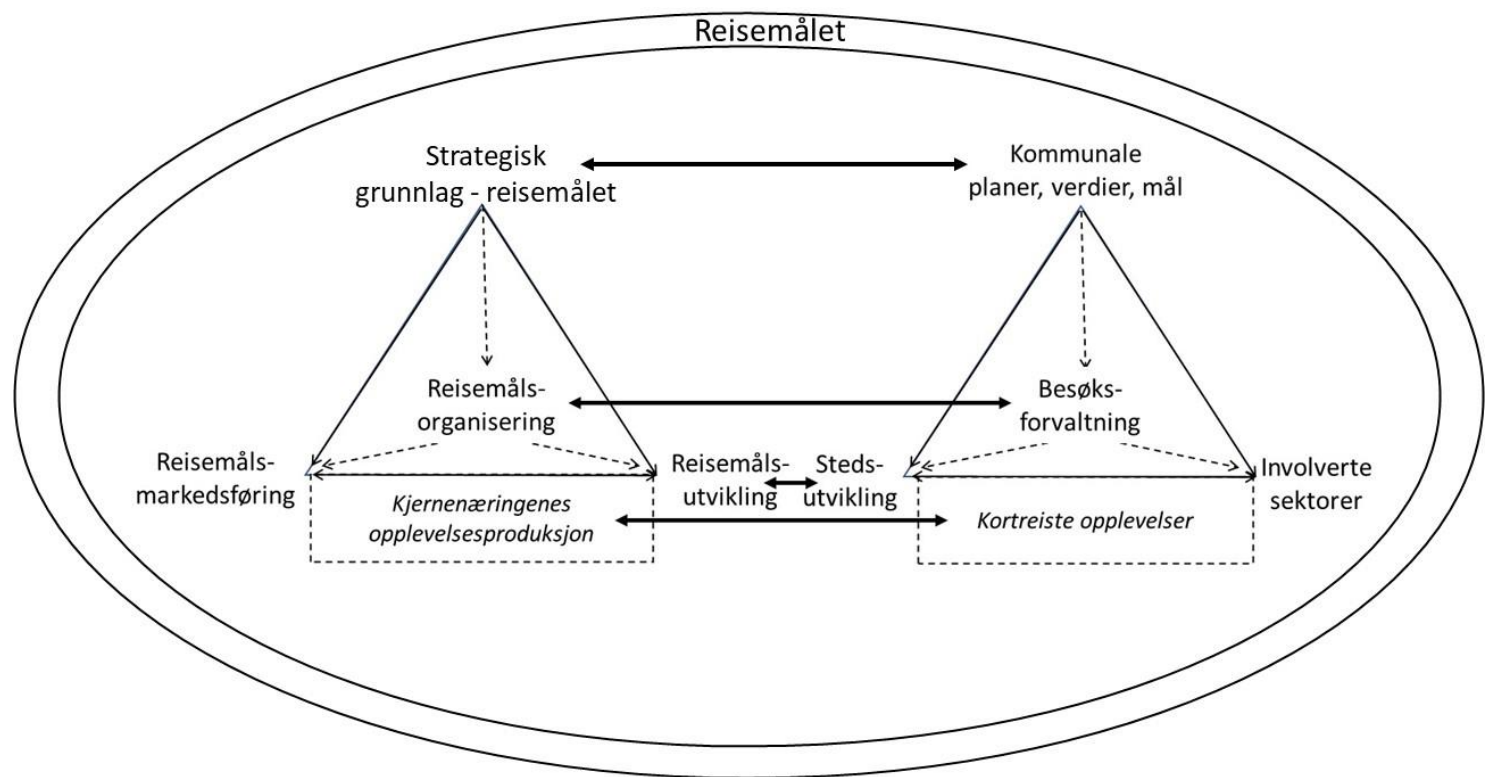 Reisemålet
Strategisk
grunnlag - reisemålet
Kommunale
planer, verdier, mål
Reisemåls-
organisering
Besøks-
forvaltning
Reisemåls-
markedsføring
Reisemåls-
utvikling
Steds-
utvikling
Involverte
sektorer
Kjernenæringenes
opplevelsesproduksjon
Kortreiste opplevelser